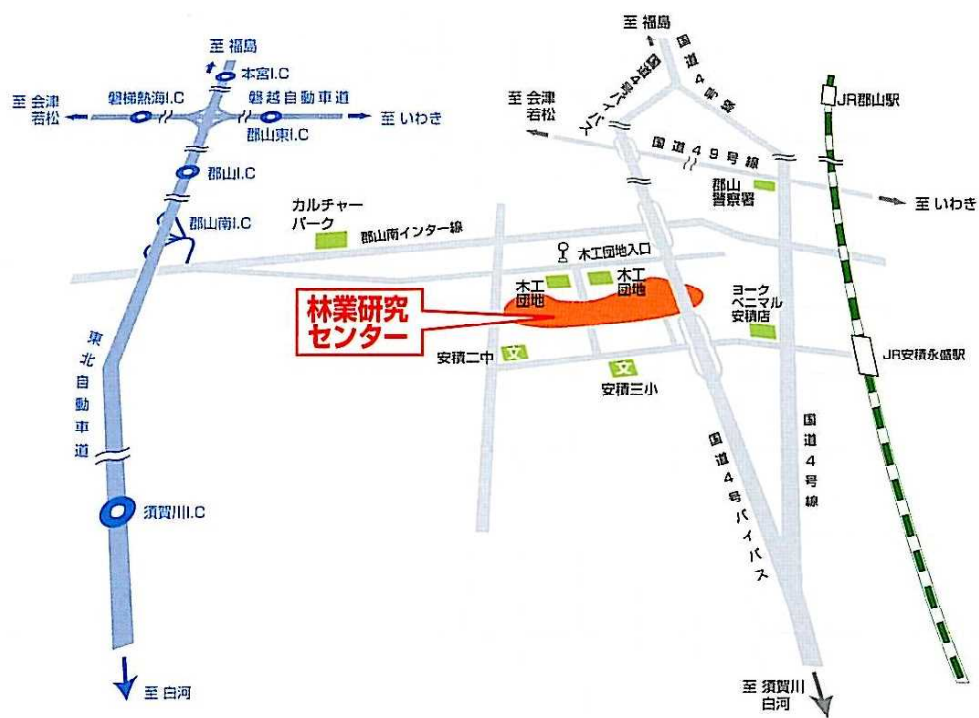 至 福島
本宮I.C
至 会津
若松
磐梯熱海I.C
磐越自動車道
郡山東I.C
至 いわき
郡山I.C
郡山南I.C
カルチャー
パーク
郡山南インター線
東北自動車道
須賀川I.C
至 白河
至 福島
国道4号線
国道4号バイパス
至 会津
若松
国道49号線
郡山
警察署
至 いわき
JR郡山駅
木工団地入口
木工
団地
木工
団地
林業研究
センター
ヨーク
ベニマル
安積店
安積二中
文
文
安積三小
JR安積永盛駅
国道4号バイパス
国道4号線
至 須賀川
白河